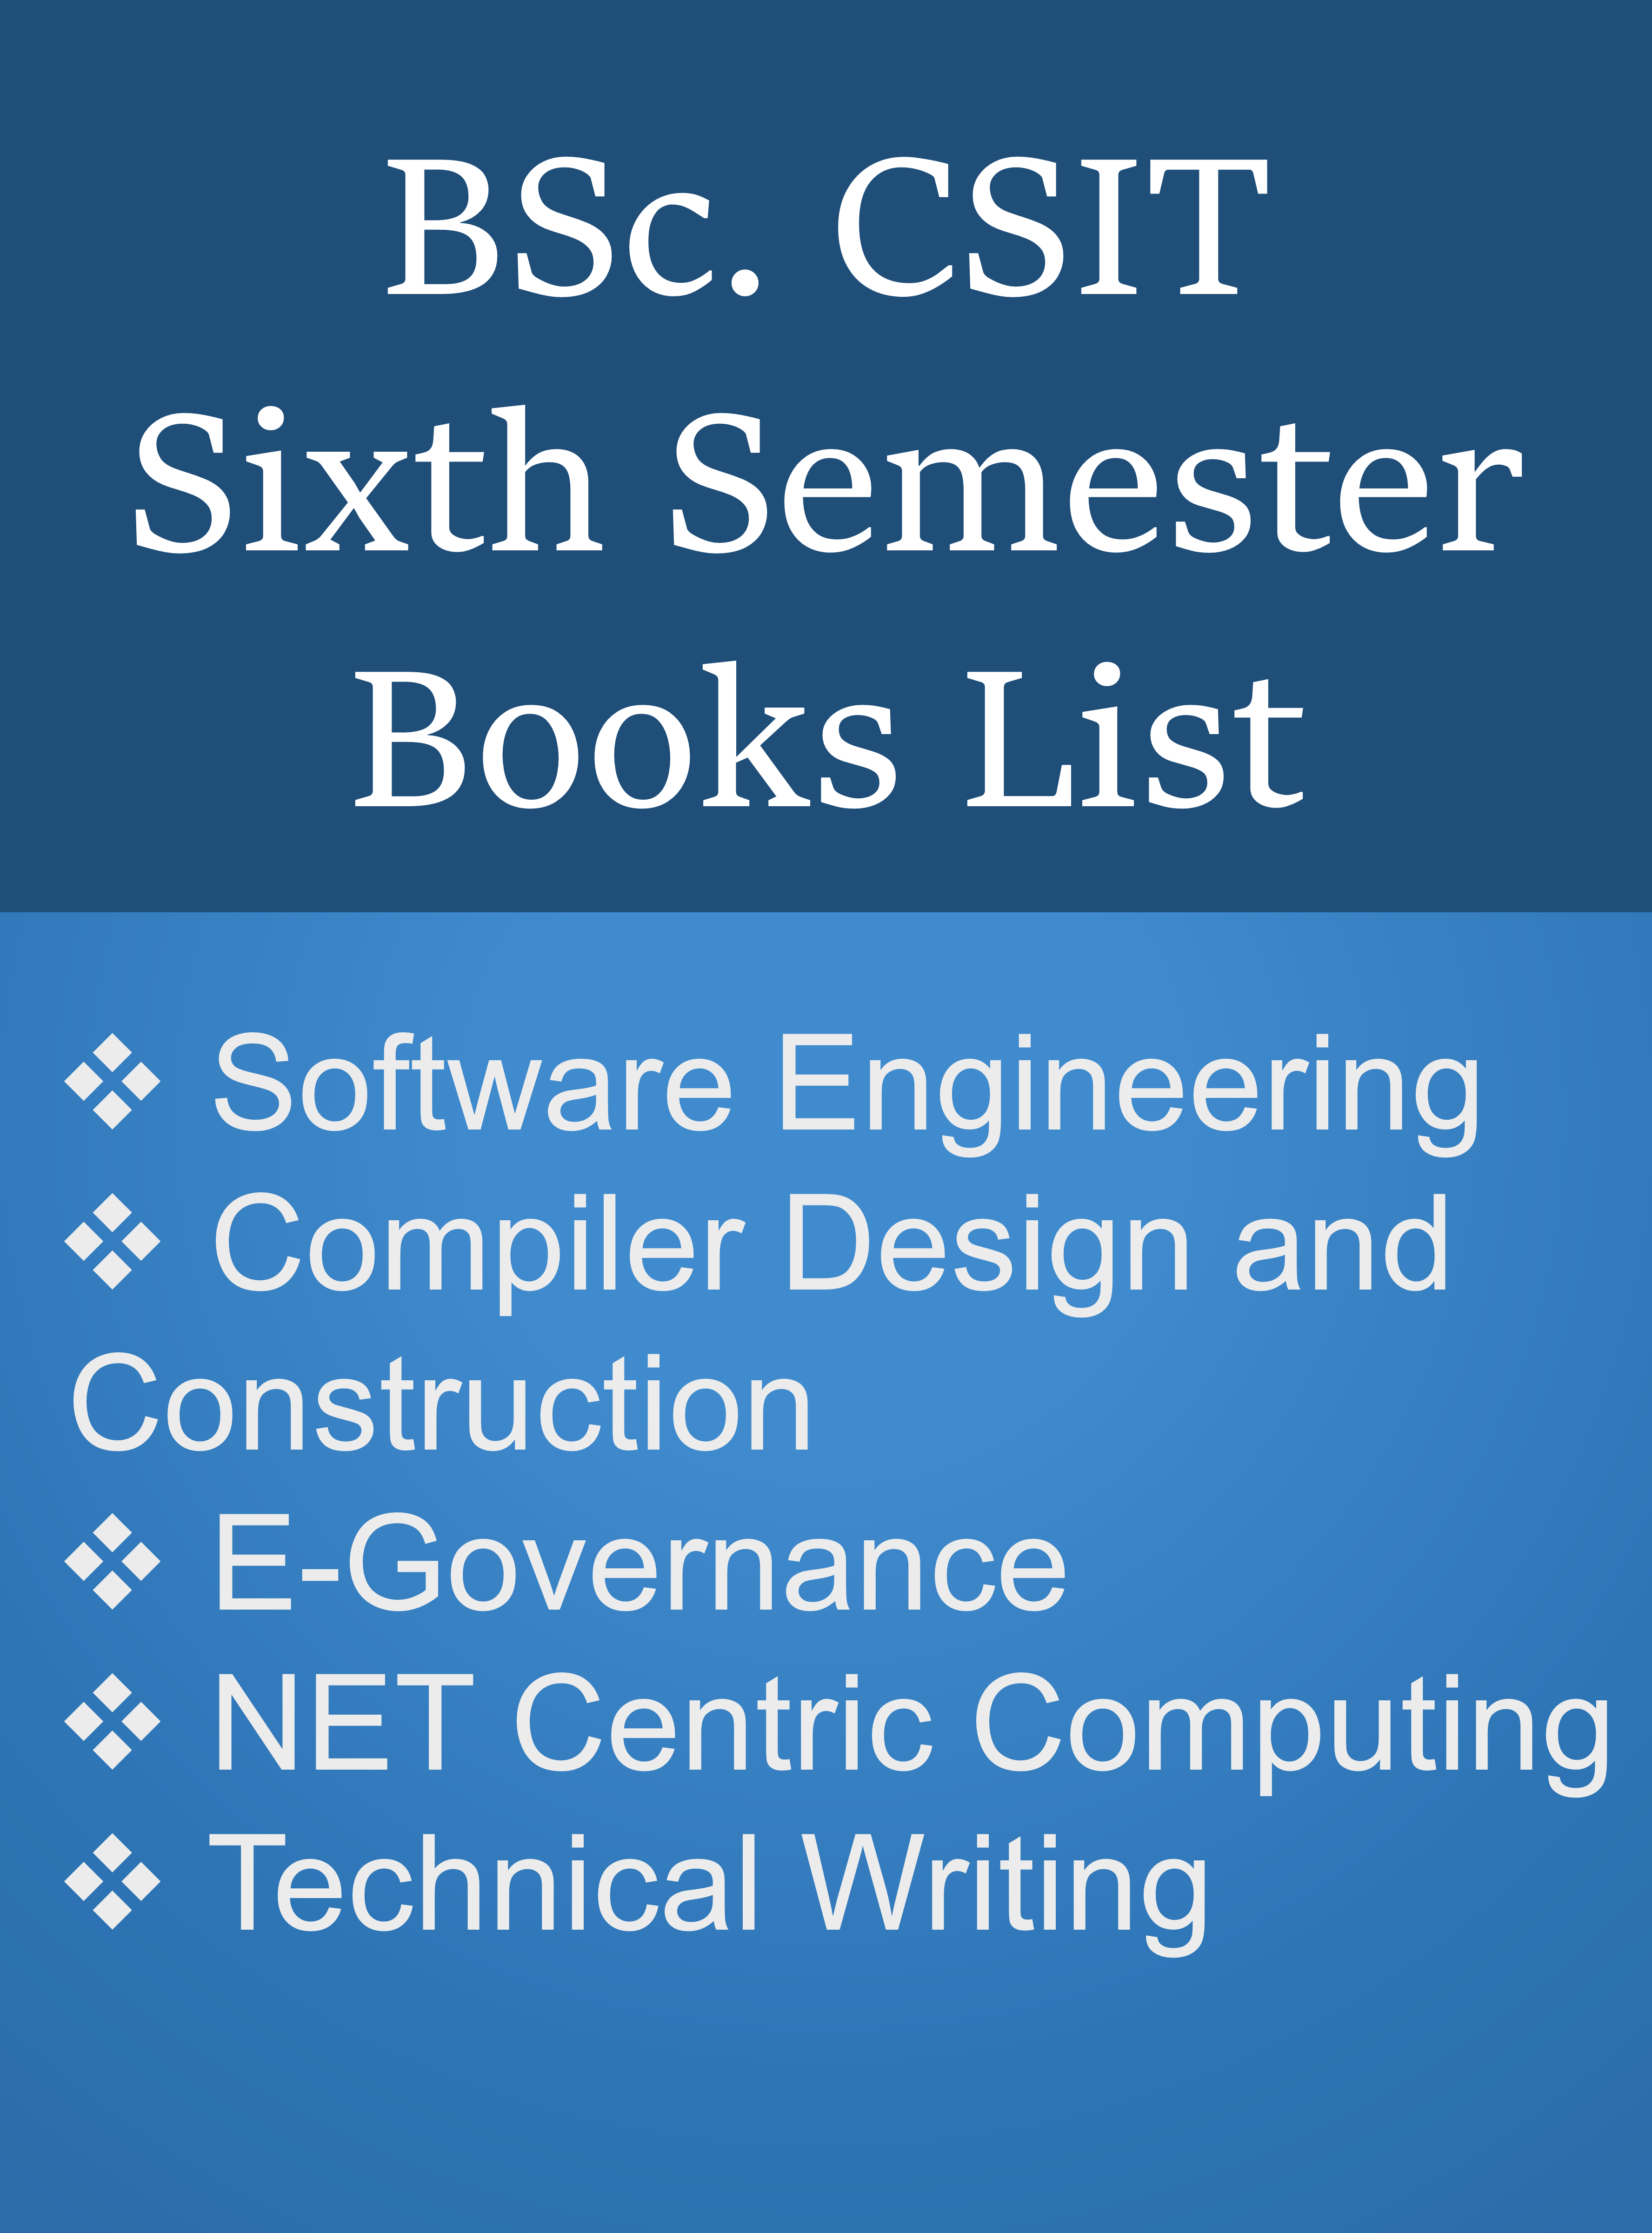 BSc. CSIT
Sixth Semester
Books List
❖ Software Engineering
❖ Compiler Design and
Construction
❖ E-Governance
❖ NET Centric Computing
❖ Technical Writing